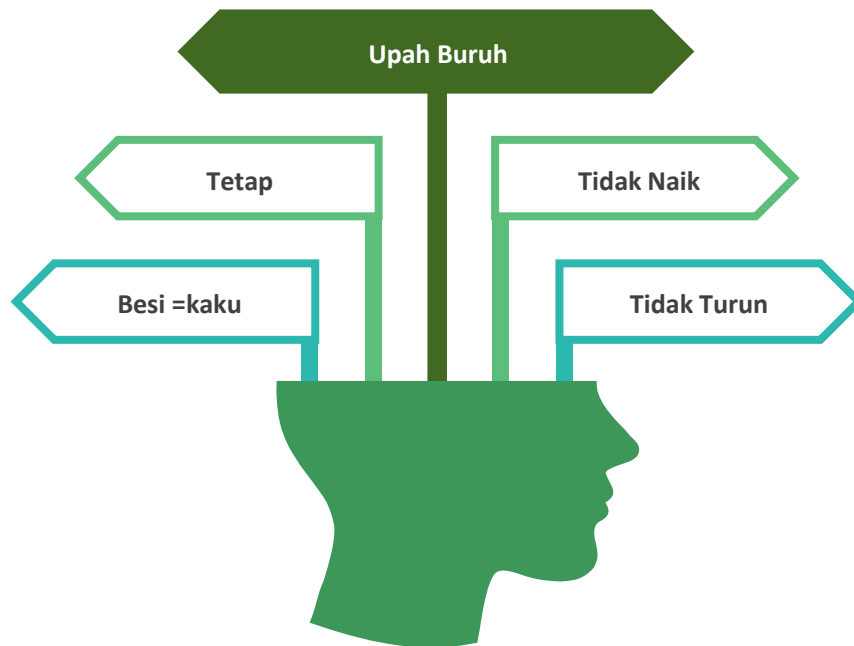 Upah Buruh
Tetap
Tidak Naik
Besi =kaku
Tidak Turun